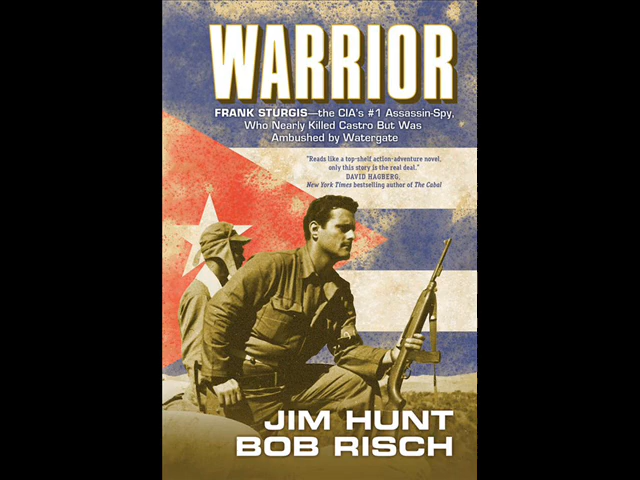 WARRIOR
FRANK STURGIS—the CIA's #1 Assassin-Spy,
Who Nearly Killed Castro But Was
Ambushed by Watergate
"Reads like a top-shelf action-adventure novel,
only this story is the real deal."
DAVID HAGBERG,
New York Times bestselling author of The Cabal
JIM HUNT
BOB RISCH